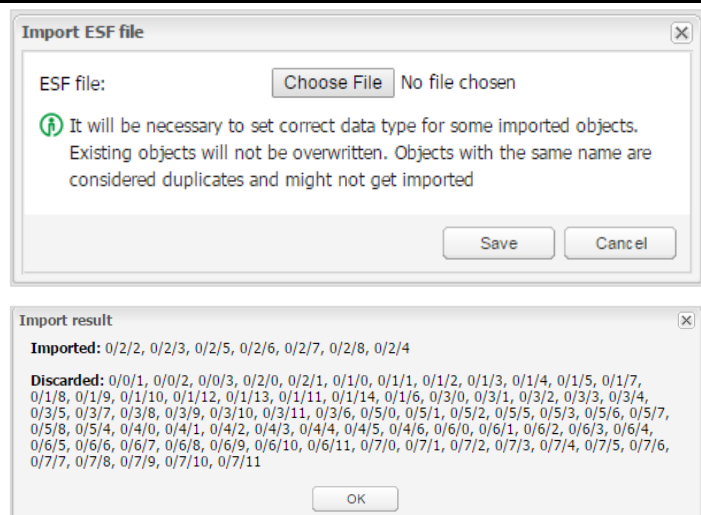 Import ESF file
ESF file: Choose File No file chosen
It will be necessary to set correct data type for some imported objects.
Existing objects will not be overwritten. Objects with the same name are
considered duplicates and might not get imported
Save Cancel
Import result
Imported: 0/2/2, 0/2/3, 0/2/5, 0/2/6, 0/2/7, 0/2/8, 0/2/4
Discarded: 0/0/1, 0/0/2, 0/0/3, 0/2/0, 0/2/1, 0/1/0, 0/1/1, 0/1/2, 0/1/3, 0/1/4, 0/1/5, 0/1/7,
0/1/8, 0/1/9, 0/1/10, 0/1/12, 0/1/13, 0/1/11, 0/1/14, 0/1/6, 0/3/0, 0/3/1, 0/3/2, 0/3/3, 0/3/4,
0/3/5, 0/3/7, 0/3/8, 0/3/9, 0/3/10, 0/3/11, 0/3/6, 0/5/0, 0/5/1, 0/5/2, 0/5/5, 0/5/3, 0/5/6, 0/5/7,
0/5/8, 0/5/4, 0/4/0, 0/4/1, 0/4/2, 0/4/3, 0/4/4, 0/4/5, 0/4/6, 0/6/0, 0/6/1, 0/6/2, 0/6/3, 0/6/4,
0/6/5, 0/6/6, 0/6/7, 0/6/8, 0/6/9, 0/6/10, 0/6/11, 0/7/0, 0/7/1, 0/7/2, 0/7/3, 0/7/4, 0/7/5, 0/7/6,
0/7/7, 0/7/8, 0/7/9, 0/7/10, 0/7/11
OK